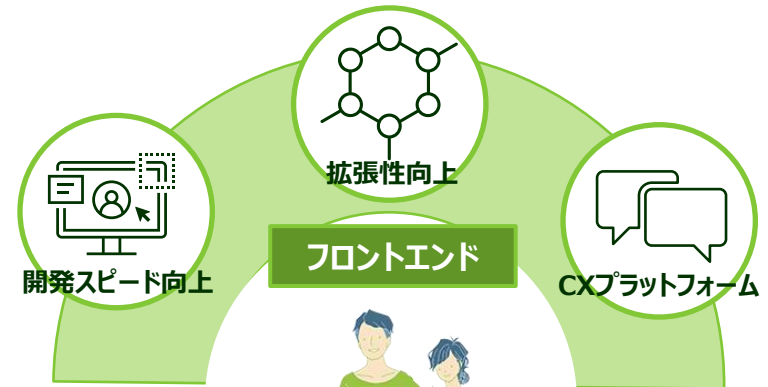 拡張性向上
フロントエンド
開発スピード向上
CXプラットフォーム